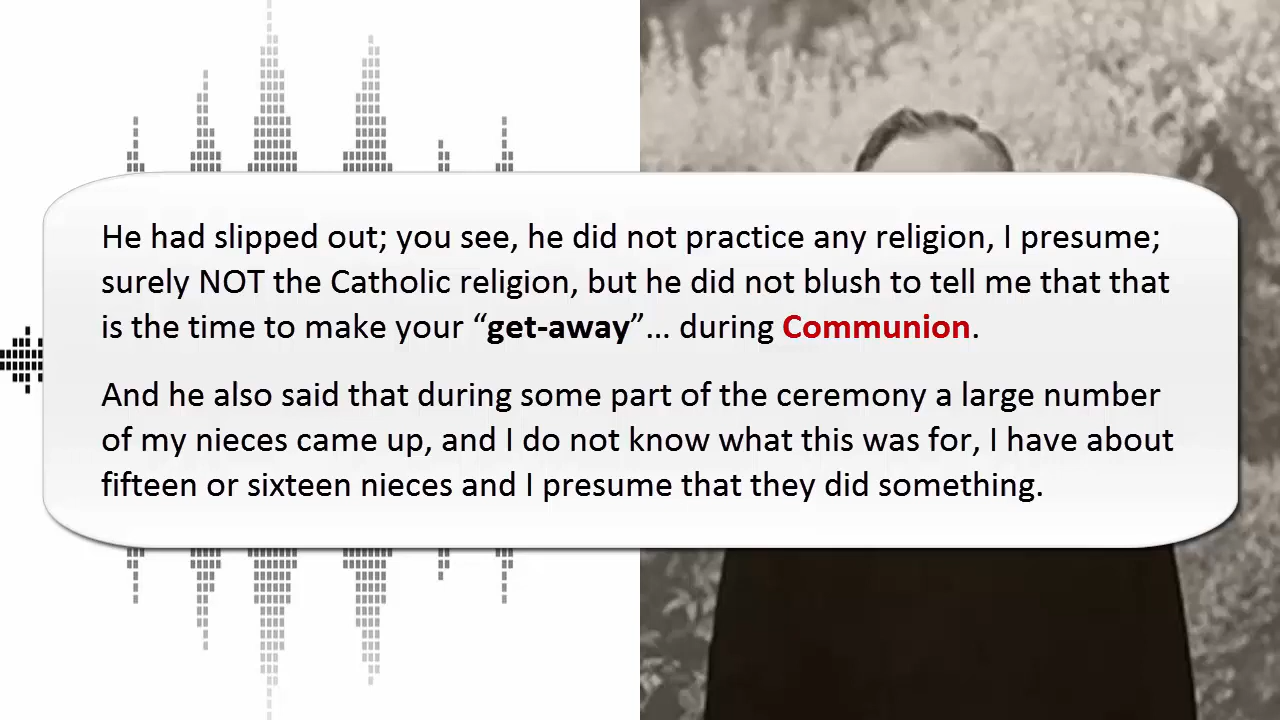 He had slipped out; you see, he did not practice any religion, I presume;
surely NOT the Catholic religion, but he did not blush to tell me that that
is the time to make your “get-away”... during Communion.
And he also said that during some part of the ceremony a large number
of my nieces came up, and I do not know what this was for, I have about
fifteen or sixteen nieces and I presume that they did something.